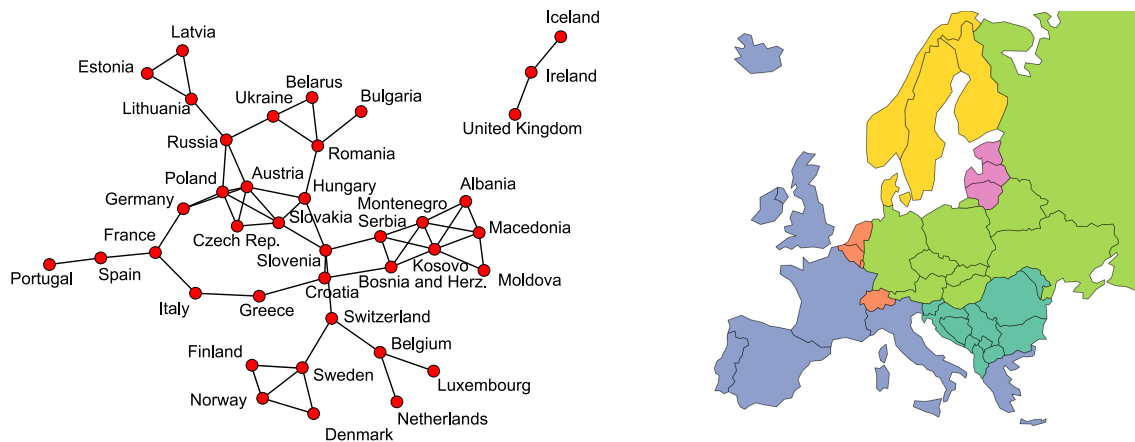 Iceland
Latvia
Estonia
Ireland
Belarus
Lithuania
Ukraine
Bulgaria
United Kingdom
Russia
Romania
Poland
Austria
Albania
Germany
Hungary
Montenegro
Slovakia
Serbia
Macedonia
France
Czech Rep.
Slovenia
Kosovo
Portugal
Spain
Croatia
Bosnia and Herz.
Moldova
Italy
Greece
Switzerland
Finland
Belgium
Sweden
Luxembourg
Norway
Netherlands
Denmark